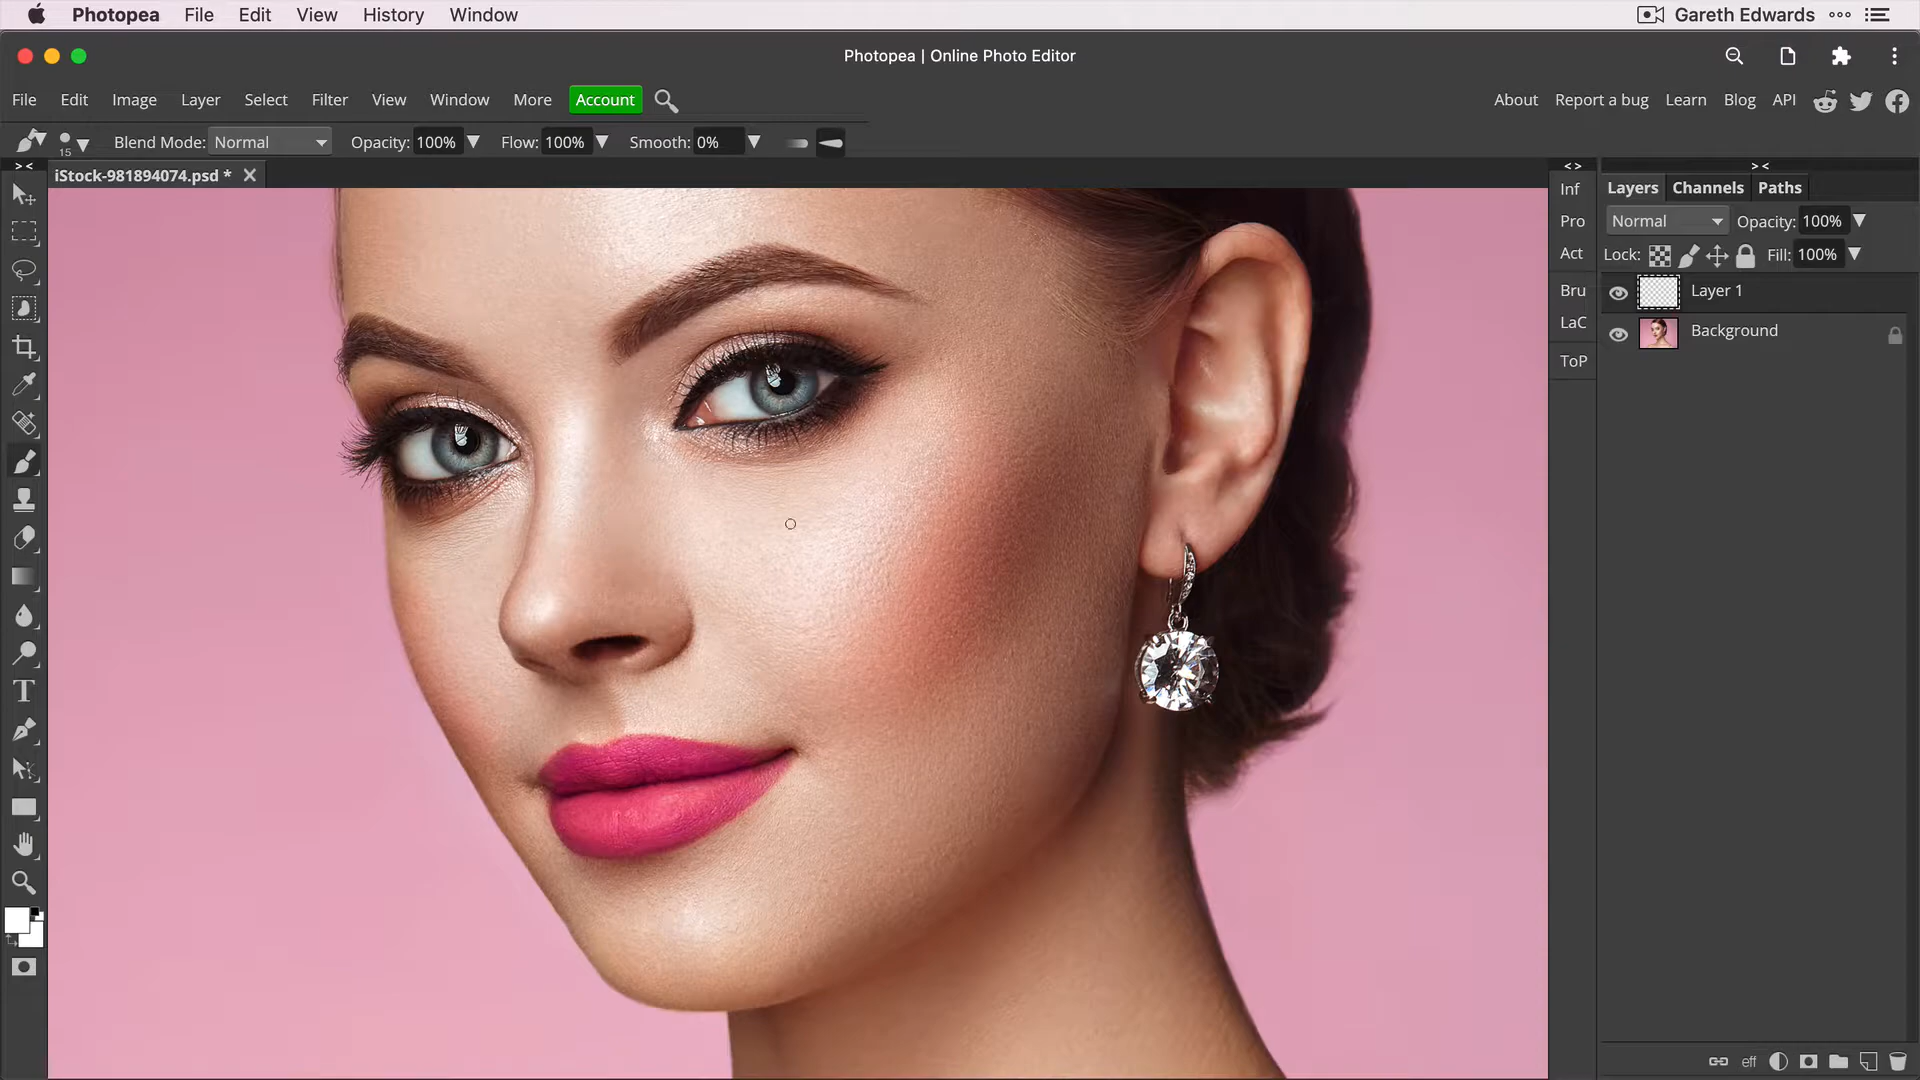 Photopea File Edit View History Window Gareth Edwards
Photopea | Online Photo Editor
File Edit Image Layer Select Filter View Window More Account About Report a bug Learn Blog API
15 Blend Mode: Normal Opacity: 100% Flow: 100% Smooth: 0%
> < < > > <
iStock-981894074.psd *
Inf
Pro
Act
Bru
LaC
ToP
Layers Channels Paths
Normal Opacity: 100%
Lock: Fill: 100%
Layer 1
Background
eff